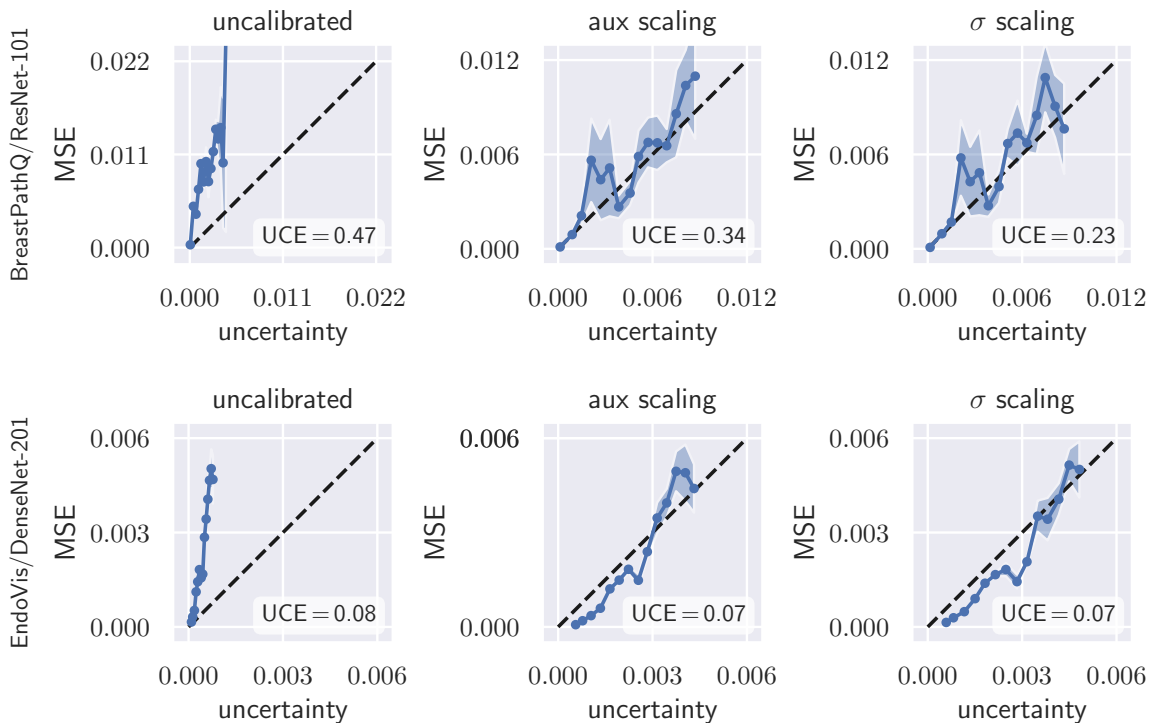 uncalibrated
aux scaling
σ scaling
BreastPathQ/ResNet-101
MSE
0.022
0.011
0.000
UCE = 0.47
0.000 0.011 0.022
uncertainty
MSE
0.012
0.006
0.000
UCE = 0.34
0.000 0.006 0.012
uncertainty
MSE
0.012
0.006
0.000
UCE = 0.23
0.000 0.006 0.012
uncertainty
uncalibrated
aux scaling
σ scaling
EndoVis/DenseNet-201
MSE
0.006
0.003
0.000
UCE = 0.08
0.000 0.003 0.006
uncertainty
MSE
0.006
0.003
0.000
UCE = 0.07
0.000 0.003 0.006
uncertainty
MSE
0.006
0.003
0.000
UCE = 0.07
0.000 0.003 0.006
uncertainty